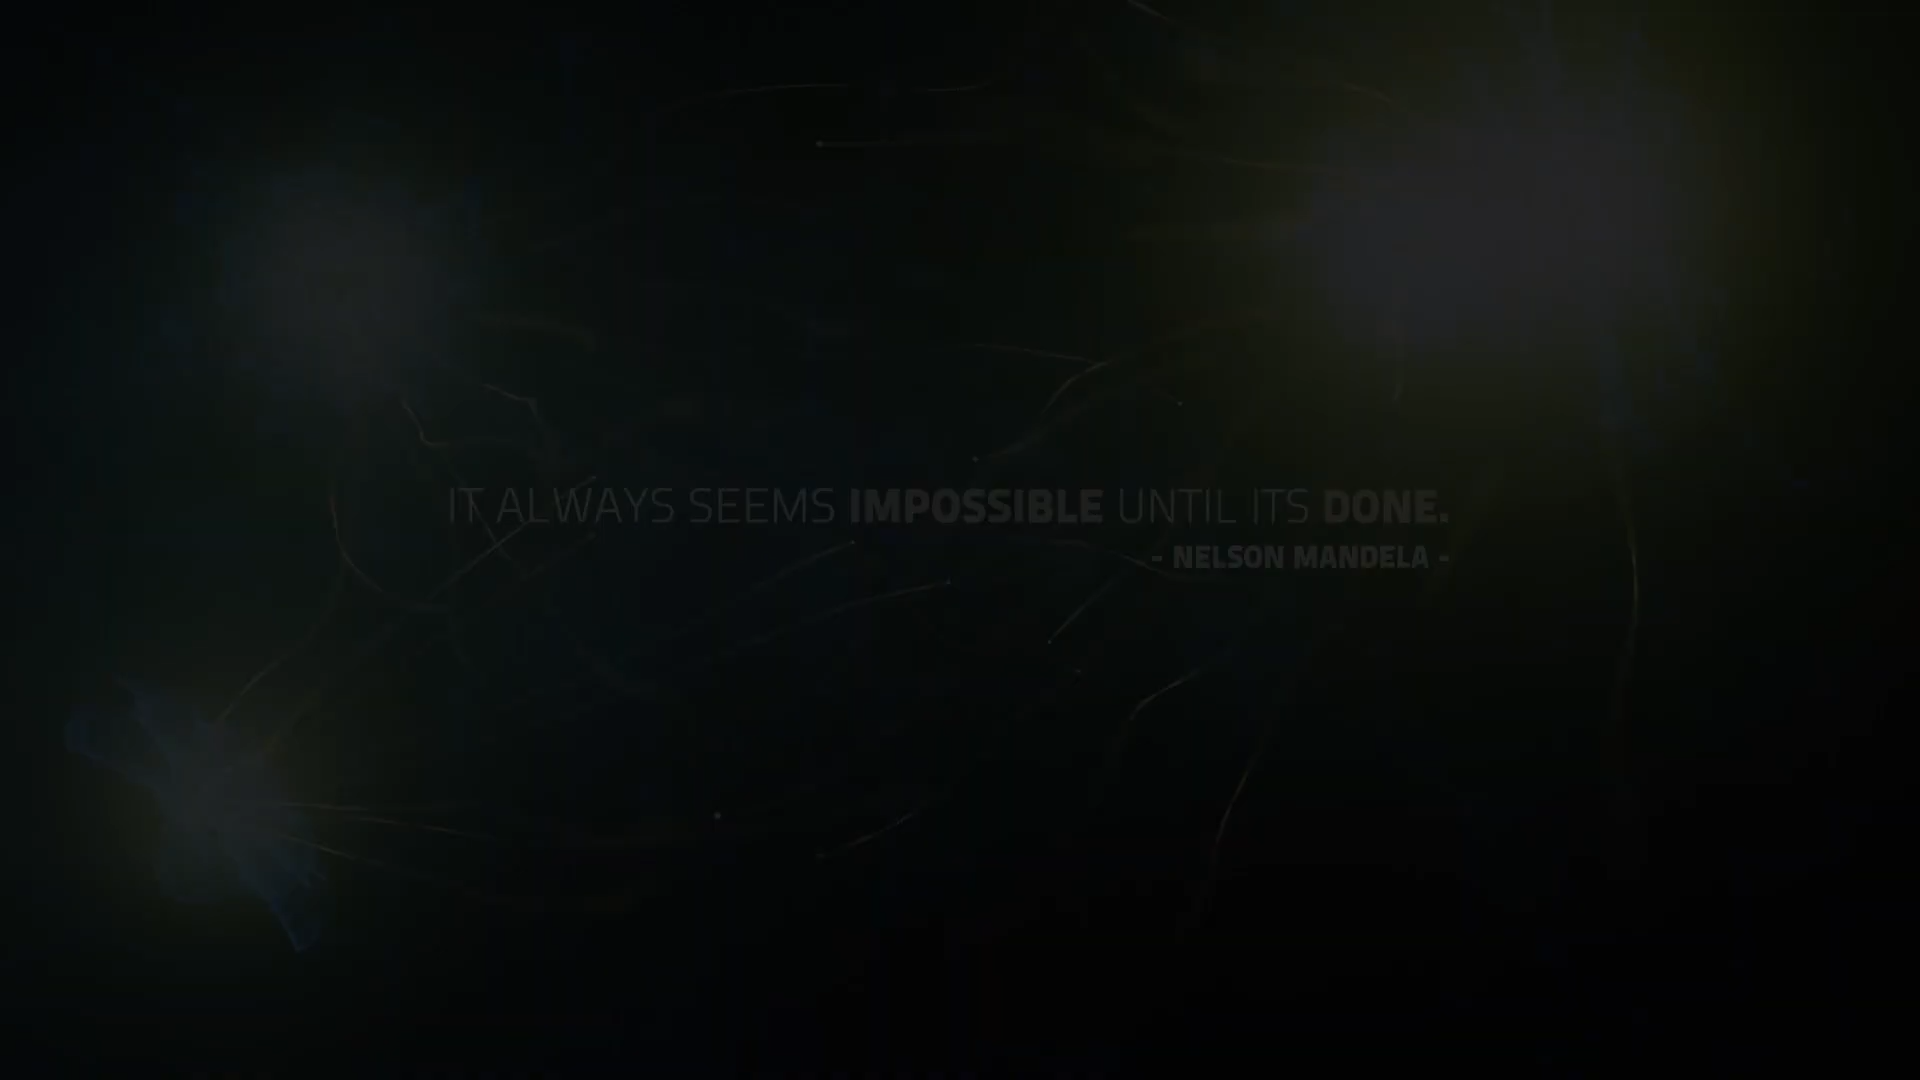 IT ALWAYS SEEMS IMPOSSIBLE UNTIL ITS DONE.
- NELSON MANDELA -